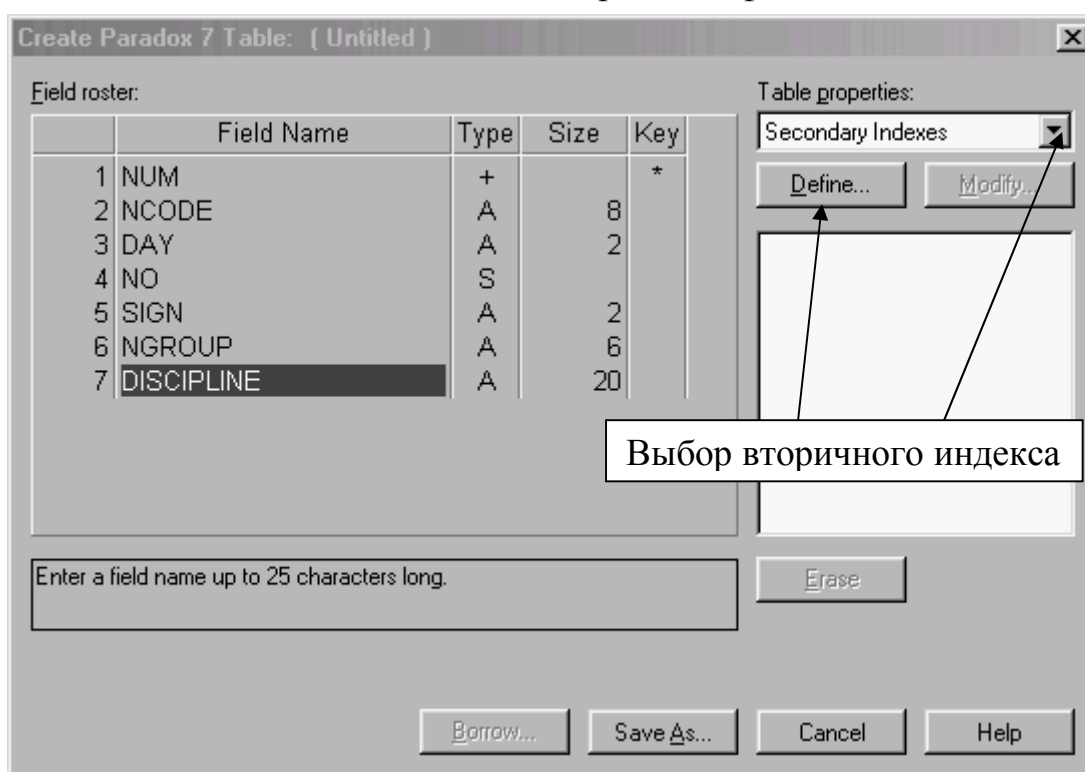 Create Paradox 7 Table: ( Untitled )
Field roster:
Table properties:
Field Name Type Size Key
Secondary Indexes
1 NUM + *
Define... Modify...
2 NCODE A 8
3 DAY A 2
4 NO S
5 SIGN A 2
6 NGROUP A 6
7 DISCIPLINE A 20
Выбор вторичного индекса
Enter a field name up to 25 characters long.
Erase
Borrow... Save As... Cancel Help